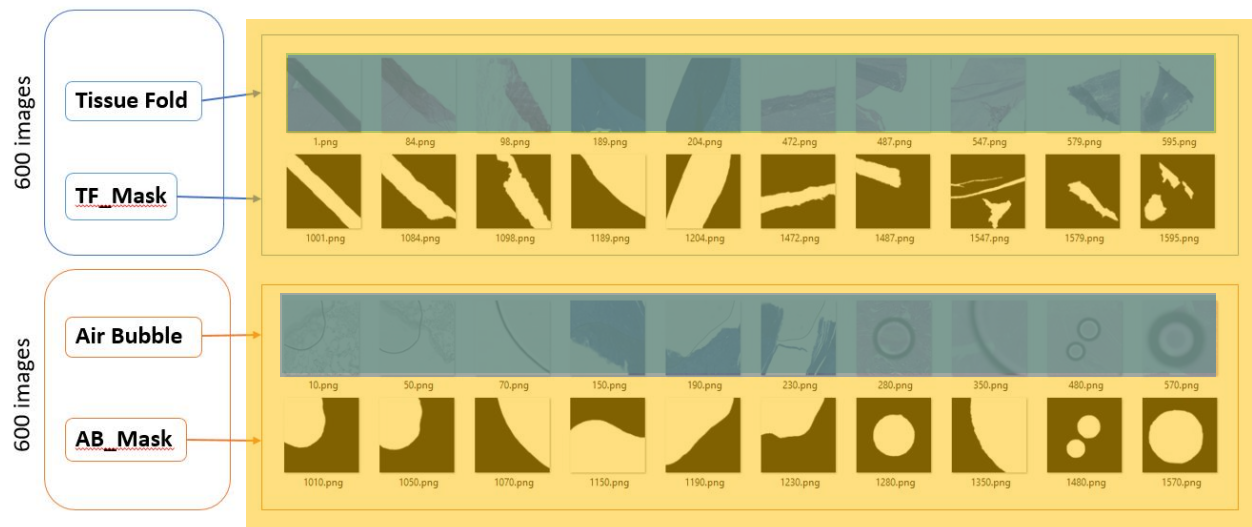 600 images
Tissue Fold
1.png 84.png 98.png 189.png 204.png 472.png 487.png 547.png 579.png 595.png
TF_Mask
1001.png 1084.png 1098.png 1189.png 1204.png 1472.png 1487.png 1547.png 1579.png 1595.png
600 images
Air Bubble
10.png 50.png 70.png 150.png 190.png 230.png 280.png 350.png 480.png 570.png
AB_Mask
1010.png 1050.png 1070.png 1150.png 1190.png 1230.png 1280.png 1350.png 1480.png 1570.png